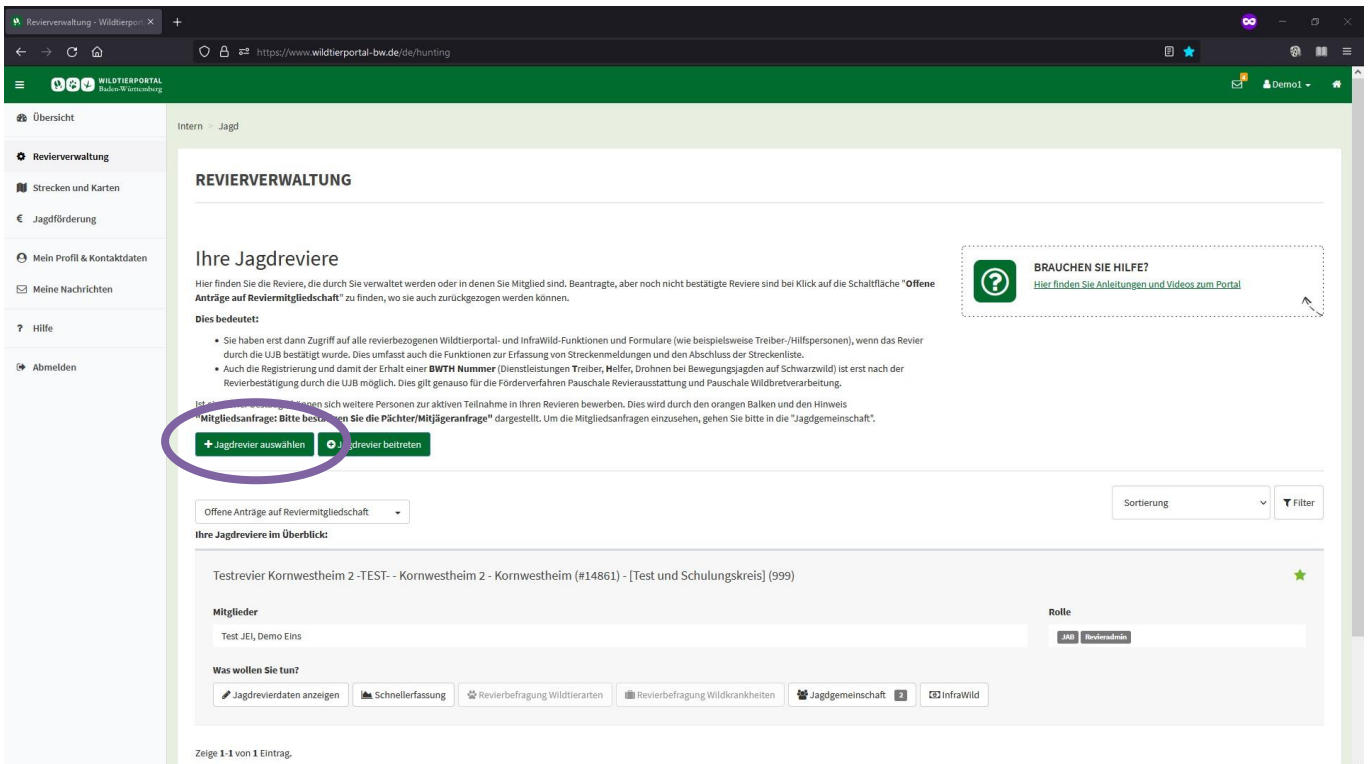 Revierverwaltung - Wildtierport
https://www.wildtierportal-bw.de/de/hunting
WILDTIERPORTAL
Baden-Württemberg
4
Demo1
Übersicht
Revierverwaltung
Strecken und Karten
€ Jagdförderung
Mein Profil & Kontaktdaten
Meine Nachrichten
? Hilfe
Abmelden
Intern > Jagd
REVIERVERWALTUNG
Ihre Jagdreviere
Hier finden Sie die Reviere, die durch Sie verwaltet werden oder in denen Sie Mitglied sind. Beantragte, aber noch nicht bestätigte Reviere sind bei Klick auf die Schaltfläche "Offene
Anträge auf Reviermitgliedschaft" zu finden, wo sie auch zurückgezogen werden können.
Dies bedeutet:
• Sie haben erst dann Zugriff auf alle revierbezogenen Wildtierportal- und InfraWild-Funktionen und Formulare (wie beispielsweise Treiber-/Hilfspersonen), wenn das Revier
durch die UJB bestätigt wurde. Dies umfasst auch die Funktionen zur Erfassung von Streckenmeldungen und den Abschluss der Streckenliste.
• Auch die Registrierung und damit der Erhalt einer BWTH Nummer (Dienstleistungen Treiber, Helfer, Drohnen bei Bewegungsjagden auf Schwarzwild) ist erst nach der
Revierbestätigung durch die UJB möglich. Dies gilt genauso für die Förderverfahren Pauschale Revierausstattung und Pauschale Wildbretverarbeitung.
Ist sich weitere Personen zur aktiven Teilnahme in Ihren Revieren bewerben. Dies wird durch den orangen Balken und den Hinweis
"Mitgliedsanfrage: Bitte Sie die Pächter/Mitjägeranfrage" dargestellt. Um die Mitgliedsanfragen einzusehen, gehen Sie bitte in die "Jagdgemeinschaft".
Jagdrevier auswählen
Jagdrevier beitreten
BRAUCHEN SIE HILFE?
Hier finden Sie Anleitungen und Videos zum Portal
Offene Anträge auf Reviermitgliedschaft
Sortierung
Filter
Ihre Jagdreviere im Überblick:
Testrevier Kornwestheim 2 -TEST- - Kornwestheim 2 - Kornwestheim (#14861) - [Test und Schulungskreis] (999)
Mitglieder
Rolle
Test JEI, Demo Eins
JAB Revieradmin
Was wollen Sie tun?
Jagdrevierdaten anzeigen
Schnellerfassung
Revierbefragung Wildtierarten
Revierbefragung Wildkrankheiten
Jagdgemeinschaft 2
InfraWild
Zeige 1-1 von 1 Eintrag.